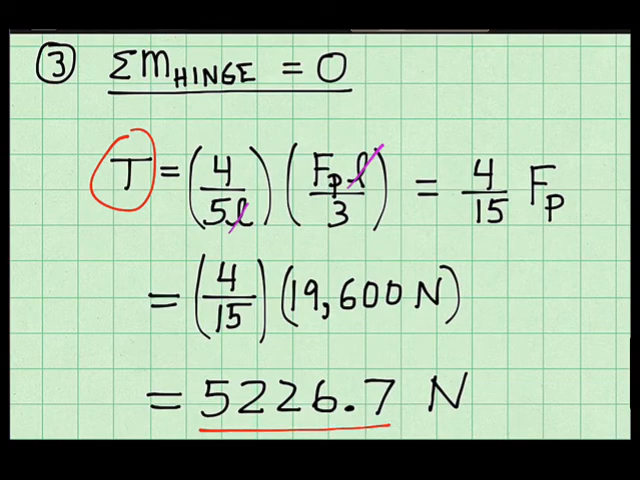 ③ ΣM_HINGE = 0
T = (4/5l) (F_p l/3) = 4/15 F_p
= (4/15) (19,600 N)
= 5226.7 N